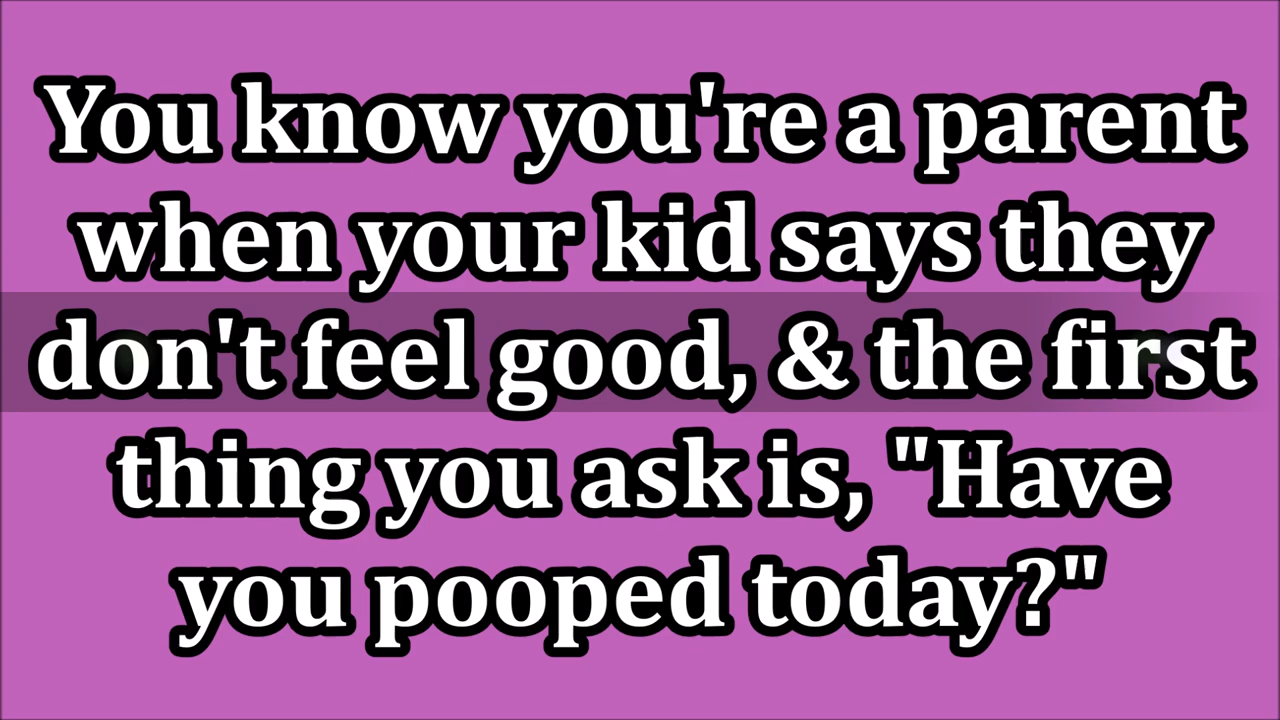 You know you're a parent
when your kid says they
don't feel good, & the first
thing you ask is, "Have
you pooped today?"